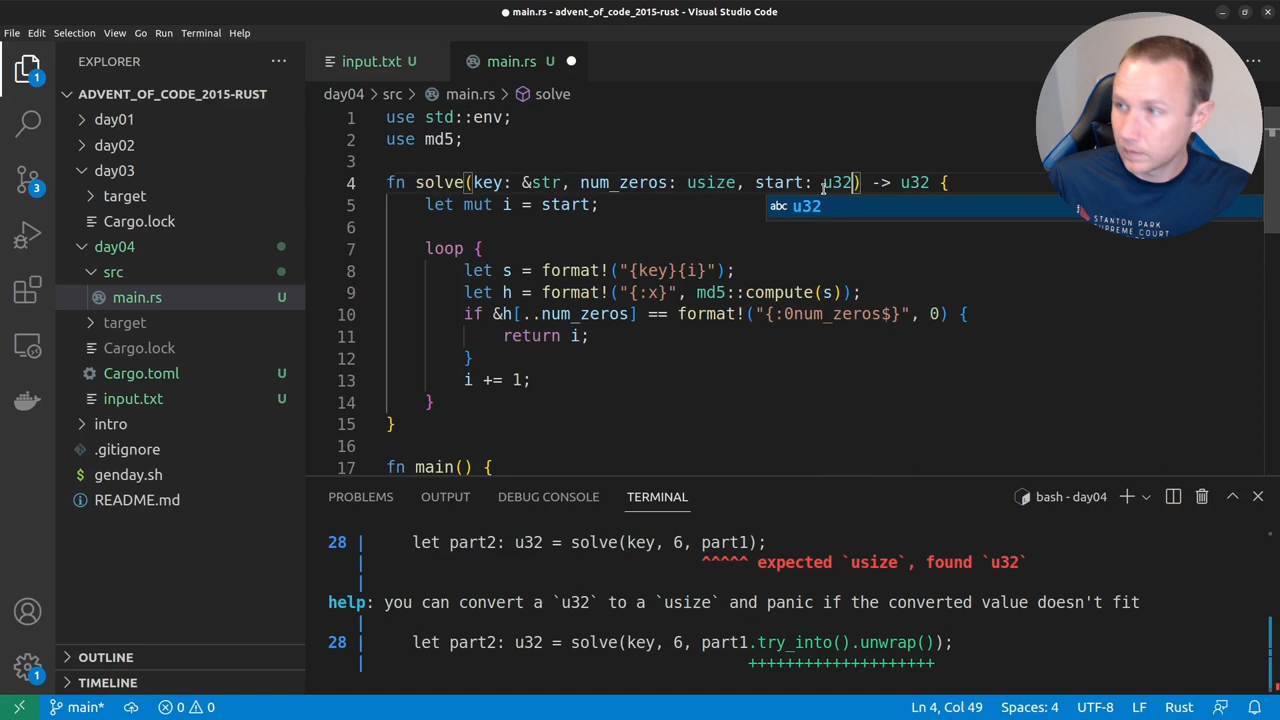 ● main.rs - advent_of_code_2015-rust - Visual Studio Code
File Edit Selection View Go Run Terminal Help
EXPLORER
input.txt U
main.rs U
ADVENT_OF_CODE_2015-RUST
day01
day02
day03
target
Cargo.lock
day04
src
main.rs U
target
Cargo.lock
Cargo.toml U
input.txt U
intro
.gitignore
genday.sh
README.md
OUTLINE
TIMELINE
1
3
1
day04 > src > main.rs > solve
1 use std::env;
2 use md5;
3
4 fn solve(key: &str, num_zeros: usize, start: u32) -> u32 {
abc u32
5 let mut i = start;
6
7 loop {
8 let s = format!("{key}{i}");
9 let h = format!("{:x}", md5::compute(s));
10 if &h[..num_zeros] == format!("{:0num_zeros$}", 0) {
11 return i;
12 }
13 i += 1;
14 }
15 }
16
17 fn main() {
STANTON PARK
SUPREME COURT
PROBLEMS OUTPUT DEBUG CONSOLE TERMINAL
bash - day04
28 | let part2: u32 = solve(key, 6, part1);
| ^^^^^ expected `usize`, found `u32`
|
help: you can convert a `u32` to a `usize` and panic if the converted value doesn't fit
|
28 | let part2: u32 = solve(key, 6, part1.try_into().unwrap());
| ++++++++++++++++++++
main* 0 0 Ln 4, Col 49 Spaces: 4 UTF-8 LF Rust